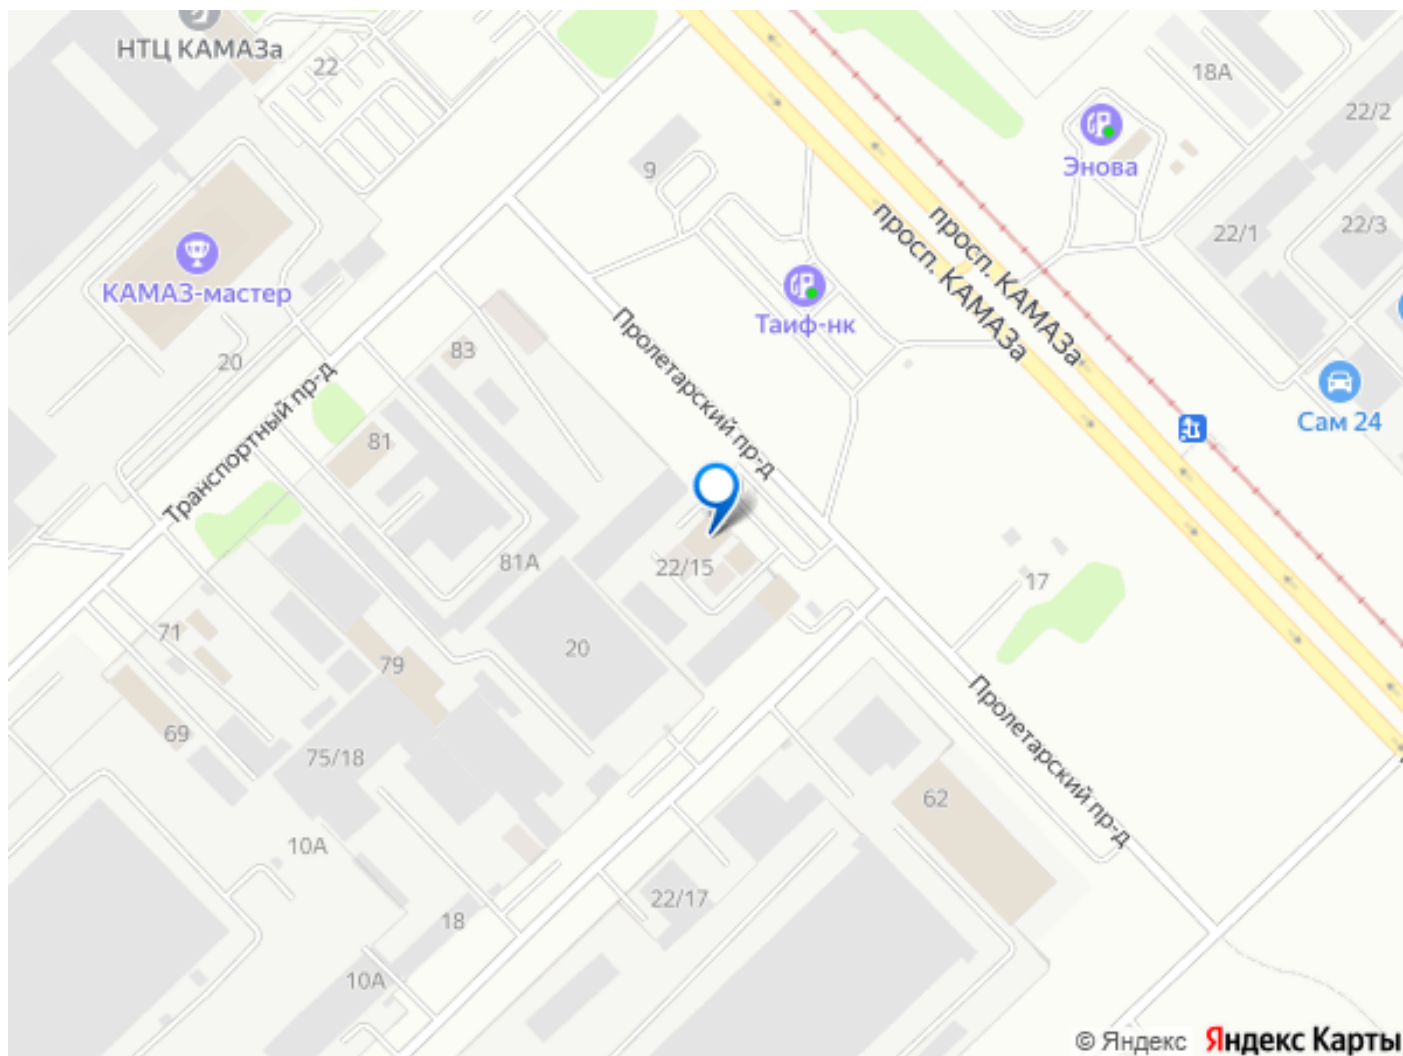 НТЦ КАМАЗа
22
18А
22/2
Энова
9
просп. КАМАЗа
просп. КАМАЗа
22/1
22/3
КАМАЗ-мастер
Таиф-нк
20
83
Пролетарский пр-д
Сам 24
Транспортный пр-д
81
81А
22/15
17
71
20
79
69
75/18
Пролетарский пр-д
62
10А
22/17
18
10А
© Яндекс Яндекс Карты